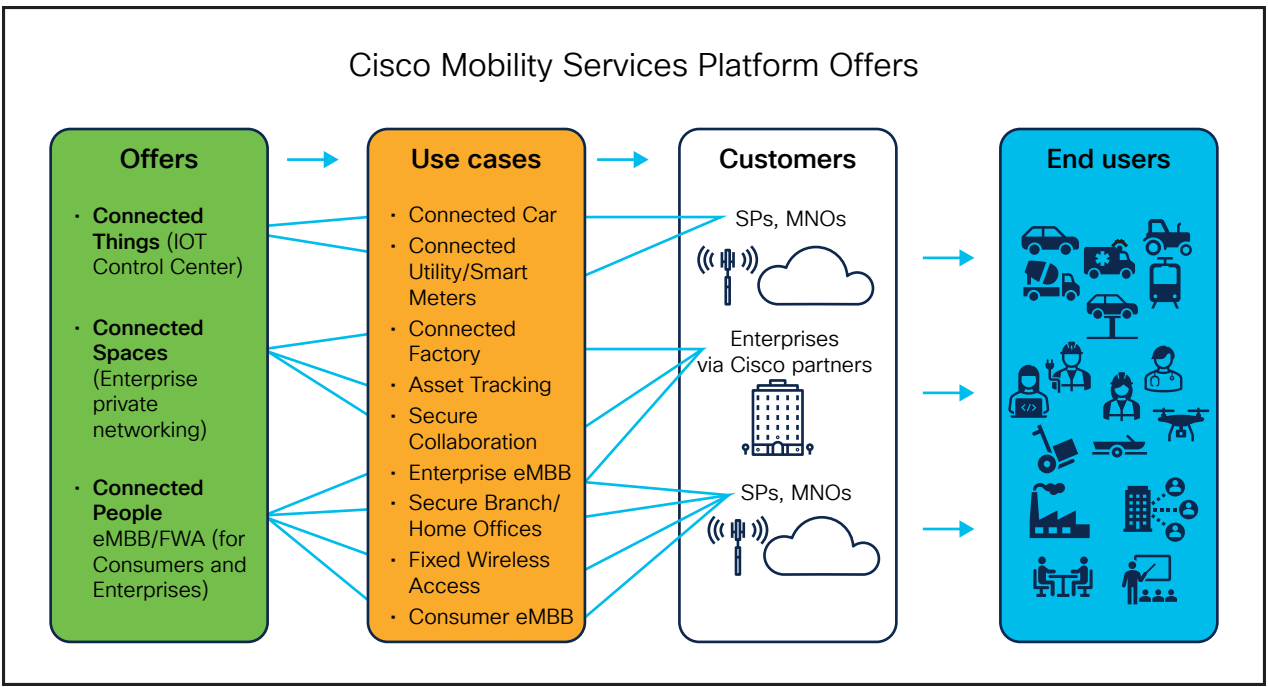 Cisco Mobility Services Platform Offers
Offers
· Connected
Things (IOT
Control Center)
· Connected
Spaces
(Enterprise
private
networking)
· Connected
People
eMBB/FWA (for
Consumers and
Enterprises)
Use cases
· Connected Car
· Connected
Utility/Smart
Meters
· Connected
Factory
· Asset Tracking
· Secure
Collaboration
· Enterprise eMBB
· Secure Branch/
Home Offices
· Fixed Wireless
Access
· Consumer eMBB
Customers
SPs, MNOs
Enterprises
via Cisco partners
SPs, MNOs
End users